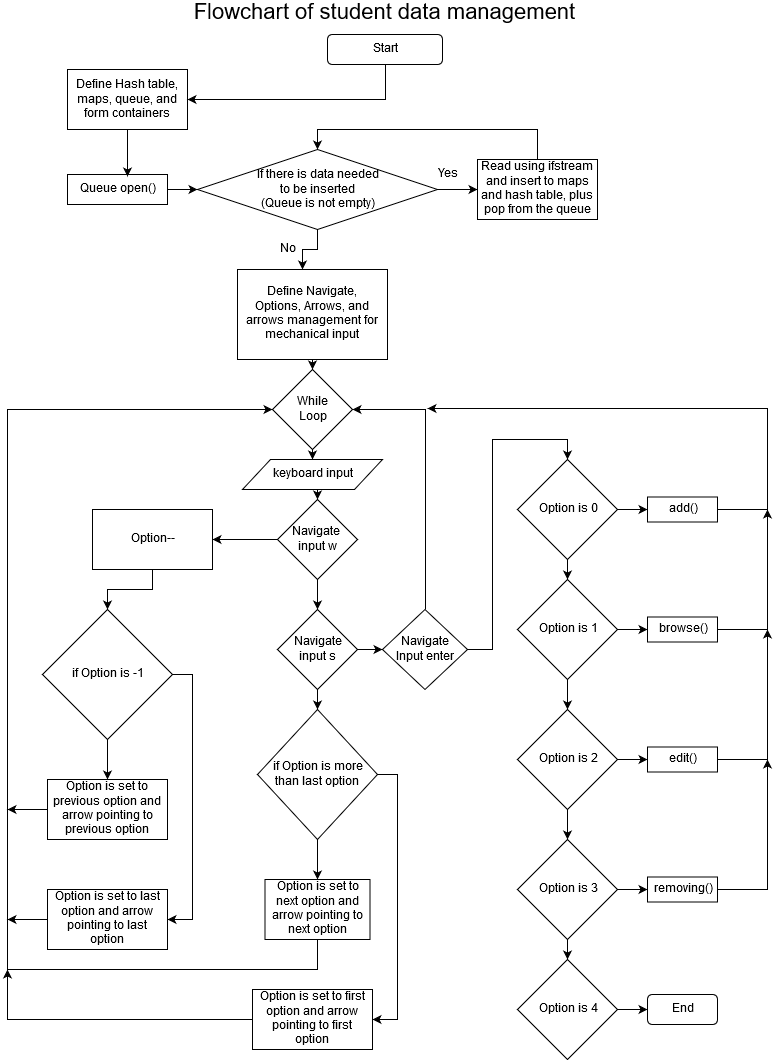 Flowchart of student data management
Start
Define Hash table,
maps, queue, and
form containers
Queue open()
If there is data needed
to be inserted
(Queue is not empty)
Yes
Read using ifstream
and insert to maps
and hash table, plus
pop from the queue
No
Define Navigate,
Options, Arrows, and
arrows management for
mechanical input
While
Loop
keyboard input
Navigate
input w
Option--
if Option is -1
Option is set to
previous option and
arrow pointing to
previous option
Option is set to last
option and arrow
pointing to last
option
Navigate
input s
Navigate
Input enter
if Option is more
than last option
Option is set to
next option and
arrow pointing to
next option
Option is set to first
option and arrow
pointing to first
option
Option is 0
add()
Option is 1
browse()
Option is 2
edit()
Option is 3
removing()
Option is 4
End